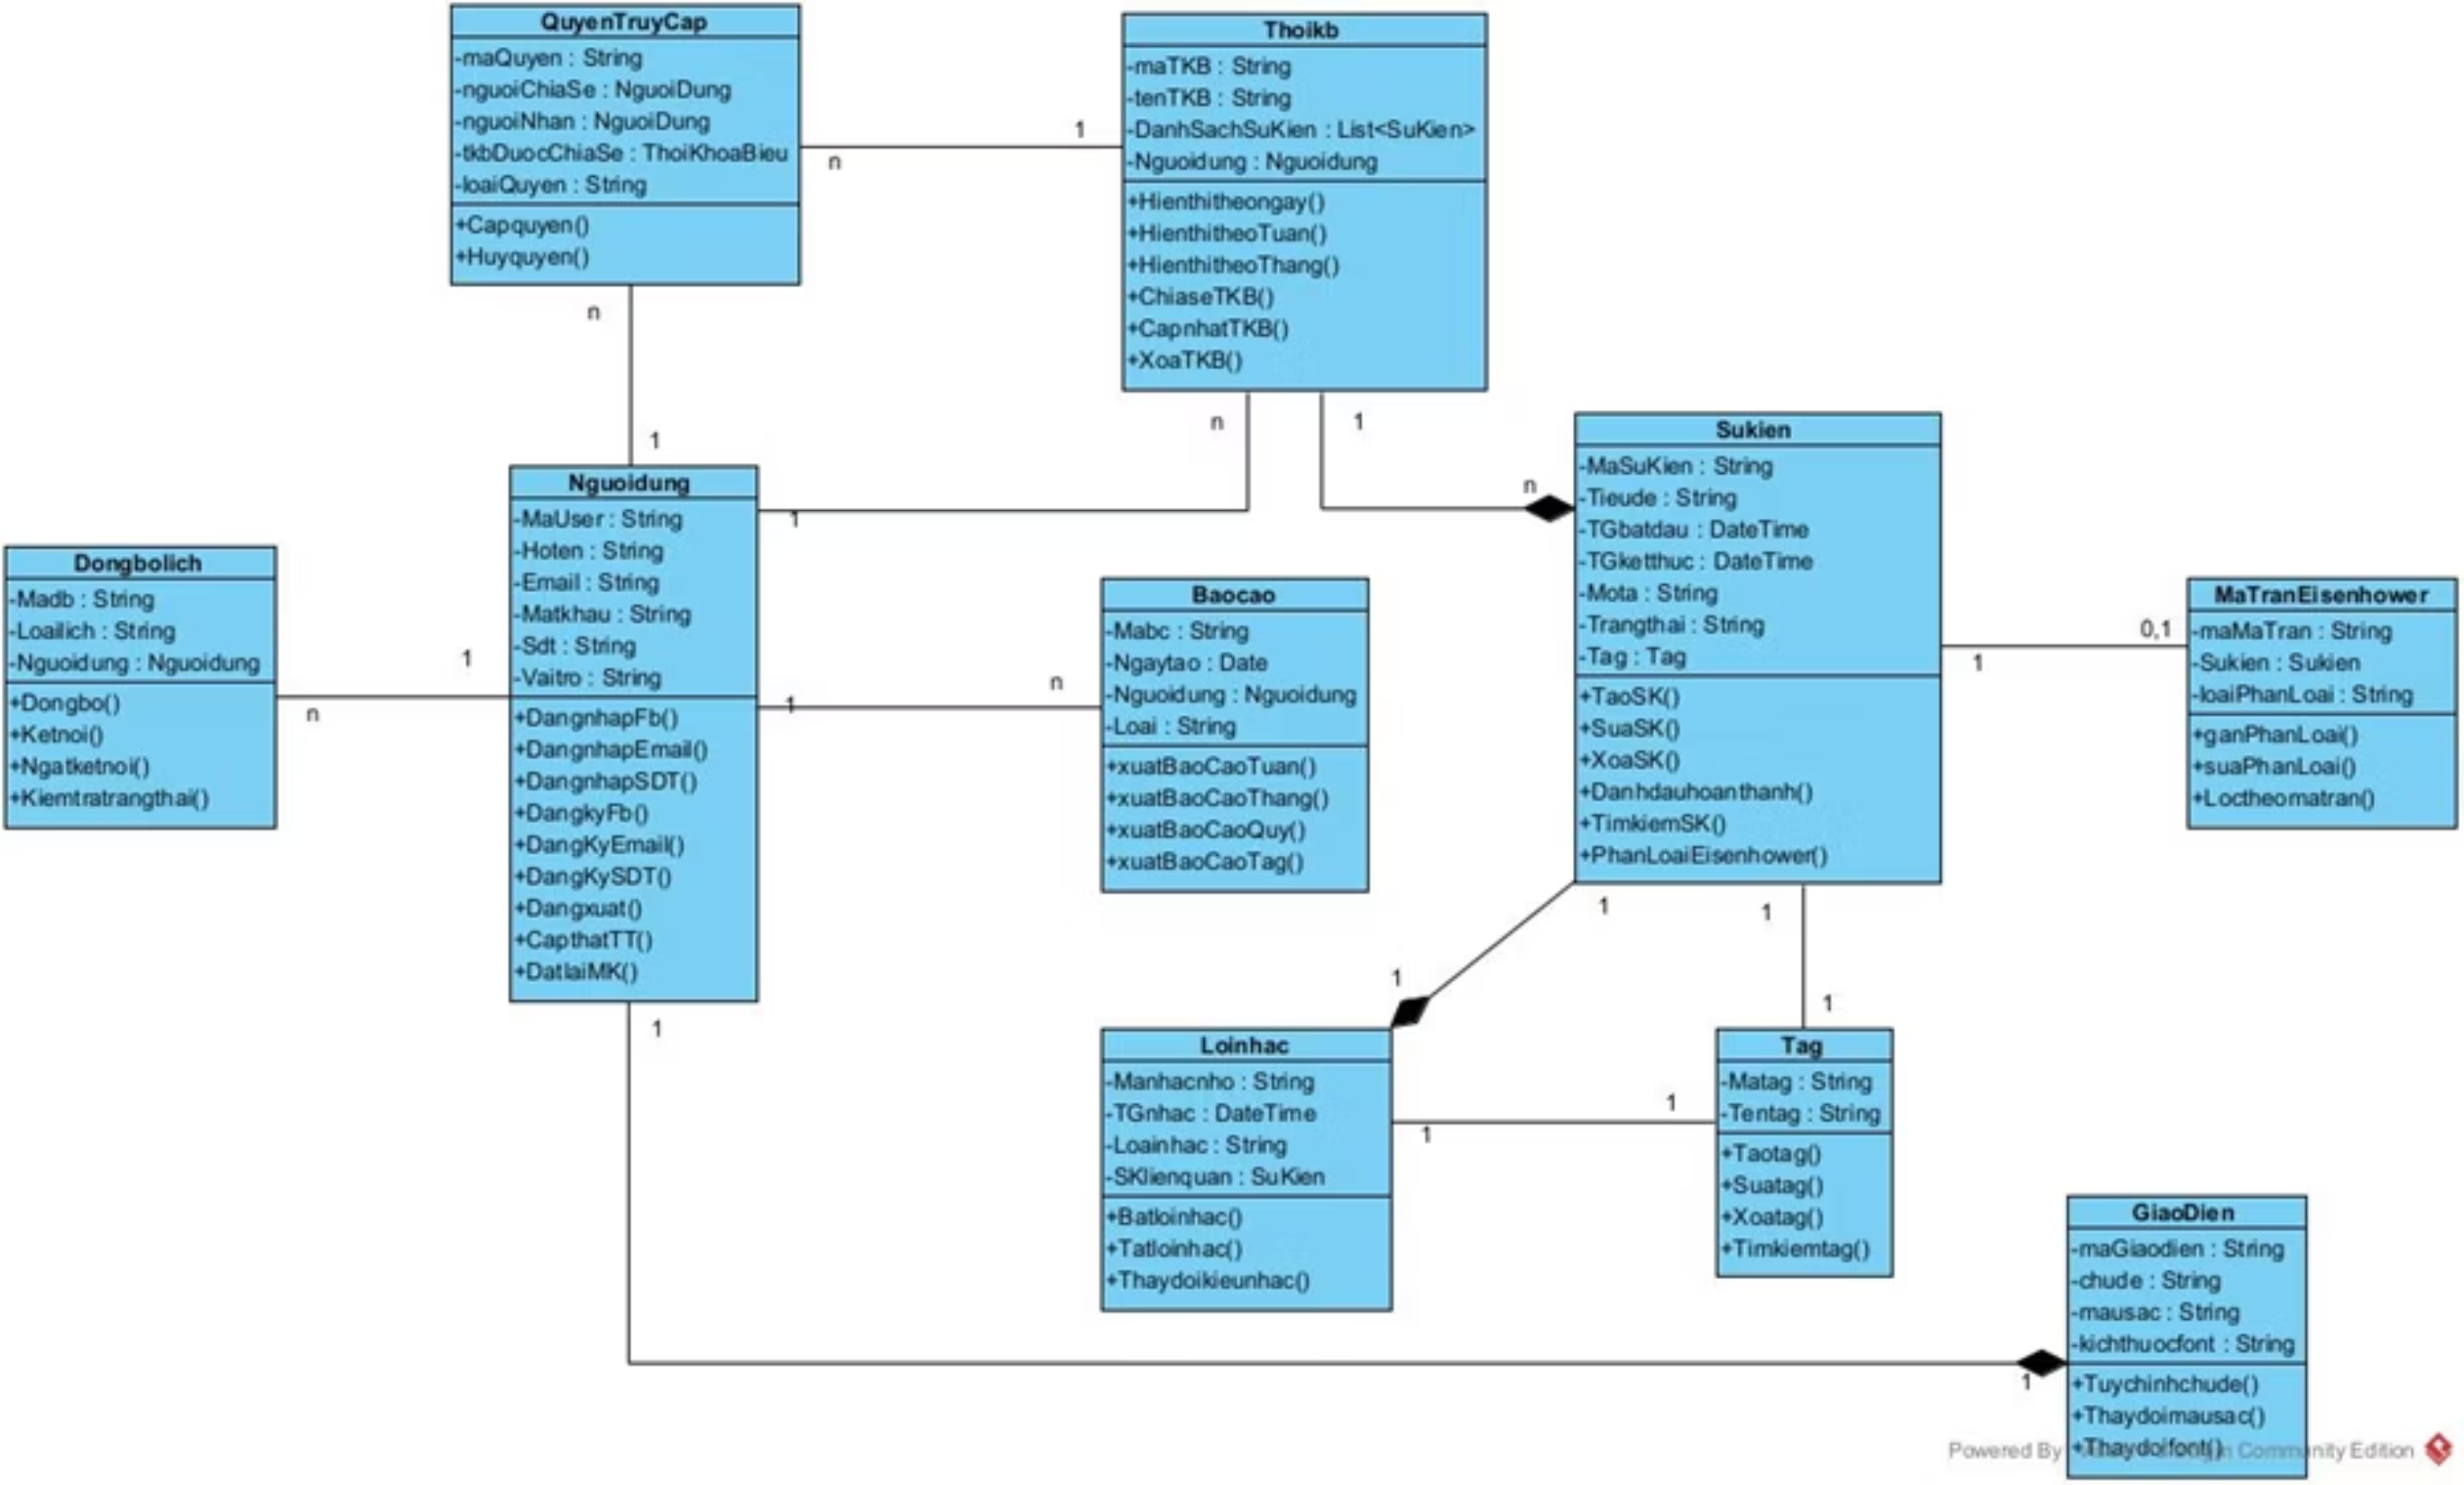 QuyenTruyCap
-maQuyen : String
-nguoiChiaSe : NguoiDung
-nguoiNhan : NguoiDung
-tkbDuocChiaSe : ThoiKhoaBieu
-loaiQuyen : String
+Capquyen()
+Huyquyen()
n
1
n
1
Thoikb
-maTKB : String
-tenTKB : String
-DanhSachSuKien : List<SuKien>
-Nguoidung : Nguoidung
+Hienthitheongay()
+HienthitheoTuan()
+HienthitheoThang()
+ChiaseTKB()
+CapnhatTKB()
+XoaTKB()
n
1
1
n
Dongbolich
-Madb : String
-Loailich : String
-Nguoidung : Nguoidung
+Dongbo()
+Ketnoi()
+Ngatketnoi()
+Kiemtratrangthai()
n
1
Nguoidung
-MaUser : String
-Hoten : String
-Email : String
-Matkhau : String
-Sdt : String
-Vaitro : String
+DangnhapFb()
+DangnhapEmail()
+DangnhapSDT()
+DangkyFb()
+DangKyEmail()
+DangKySDT()
+Dangxuat()
+CapthatTT()
+DatlaiMK()
1
n
1
Baocao
-Mabc : String
-Ngaytao : Date
-Nguoidung : Nguoidung
-Loai : String
+xuatBaoCaoTuan()
+xuatBaoCaoThang()
+xuatBaoCaoQuy()
+xuatBaoCaoTag()
Sukien
-MaSuKien : String
-Tieude : String
-TGbatdau : DateTime
-TGketthuc : DateTime
-Mota : String
-Trangthai : String
-Tag : Tag
+TaoSK()
+SuaSK()
+XoaSK()
+Danhdauhoanthanh()
+TimkiemSK()
+PhanLoaiEisenhower()
1
0,1
MaTranEisenhower
-maMaTran : String
-Sukien : Sukien
-loaiPhanLoai : String
+ganPhanLoai()
+suaPhanLoai()
+Loctheomatran()
1
1
1
1
Loinhac
-Manhacnho : String
-TGnhac : DateTime
-Loainhac : String
-SKlienquan : SuKien
+Batloinhac()
+Tatloinhac()
+Thaydoikieunhac()
1
1
Tag
-Matag : String
-Tentag : String
+Taotag()
+Suatag()
+Xoatag()
+Timkiemtag()
1
GiaoDien
-maGiaodien : String
-chude : String
-mausac : String
-kichthuocfont : String
+Tuychinhchude()
+Thaydoimausac()
+Thaydoifont()
Powered By Community Edition